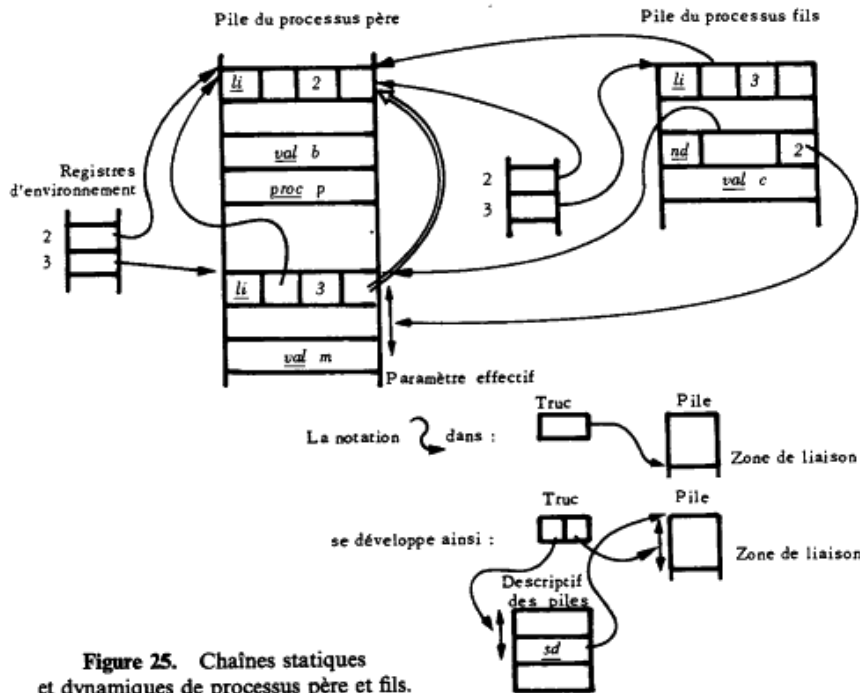 Pile du processus père
Pile du processus fils
li 2
li 3
val b
nd 2
Registres
d'environnement
proc p
val c
2
3
2
3
li 3
val m
Paramètre effectif
Truc
Pile
La notation dans :
Zone de liaison
Truc
Pile
se développe ainsi :
Zone de liaison
Descriptif
des piles
sd
Figure 25. Chaînes statiques
et dynamiques de processus père et fils.